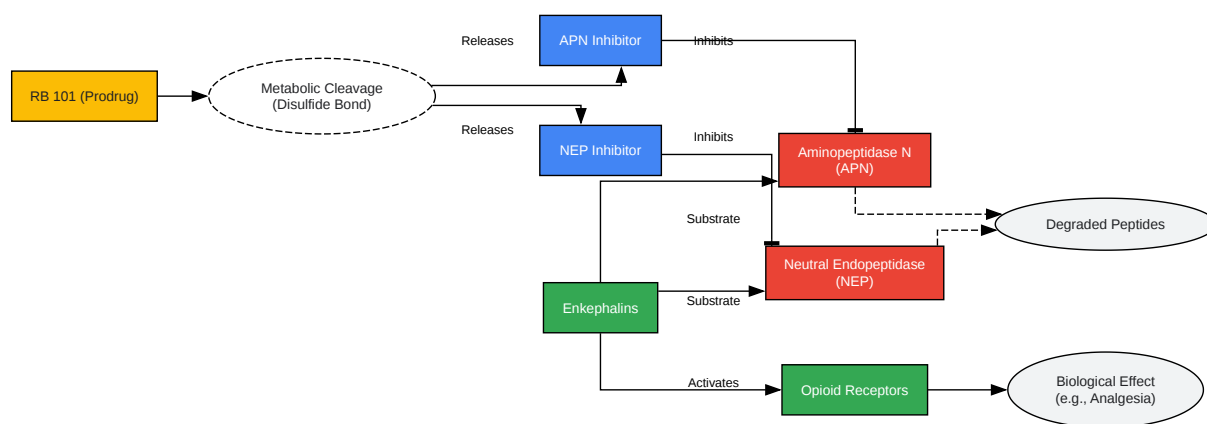 Releases
APN Inhibitor
Inhibits
RB 101 (Prodrug)
Metabolic Cleavage
(Disulfide Bond)
Releases
NEP Inhibitor
Inhibits
Aminopeptidase N
(APN)
Substrate
Degraded Peptides
Neutral Endopeptidase
(NEP)
Enkephalins
Substrate
Activates
Opioid Receptors
Biological Effect
(e.g., Analgesia)